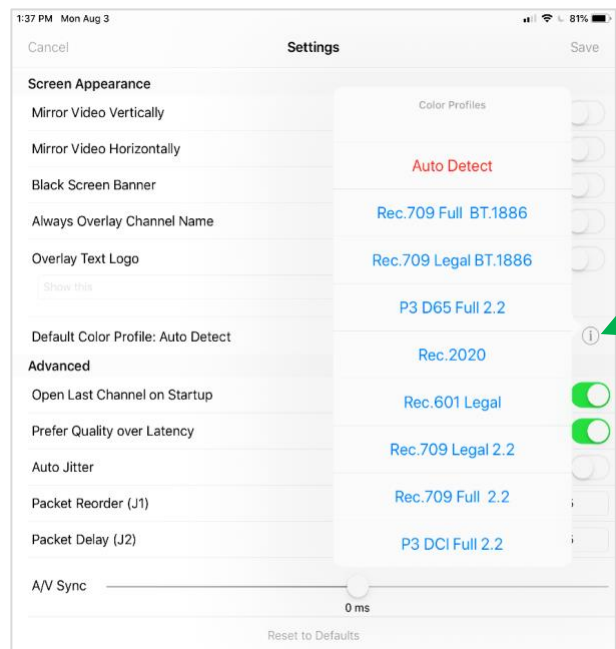 1:37 PM Mon Aug 3
81%
Cancel
Settings
Save
Screen Appearance
Mirror Video Vertically
Mirror Video Horizontally
Black Screen Banner
Always Overlay Channel Name
Overlay Text Logo
Show this
Default Color Profile: Auto Detect
Advanced
Open Last Channel on Startup
Prefer Quality over Latency
Auto Jitter
Packet Reorder (J1)
Packet Delay (J2)
A/V Sync
0 ms
Reset to Defaults
Color Profiles
Auto Detect
Rec.709 Full BT.1886
Rec.709 Legal BT.1886
P3 D65 Full 2.2
Rec.2020
Rec.601 Legal
Rec.709 Legal 2.2
Rec.709 Full 2.2
P3 DCI Full 2.2